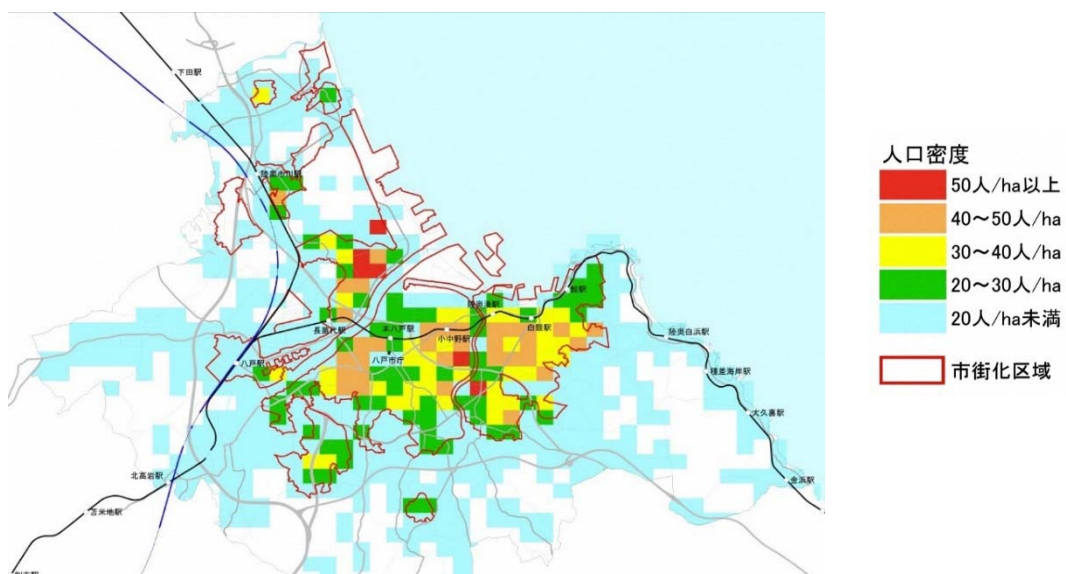 下田駅
陸奥市川駅
長苗代駅
本八戸駅
小中野駅
陸奥湊駅
白銀駅
鮫駅
陸奥白浜駅
種差海岸駅
大久喜駅
金浜駅
八戸駅
八戸市庁
北高岩駅
苫米地駅
人口密度
50人/ha以上
40～50人/ha
30～40人/ha
20～30人/ha
20人/ha未満
市街化区域